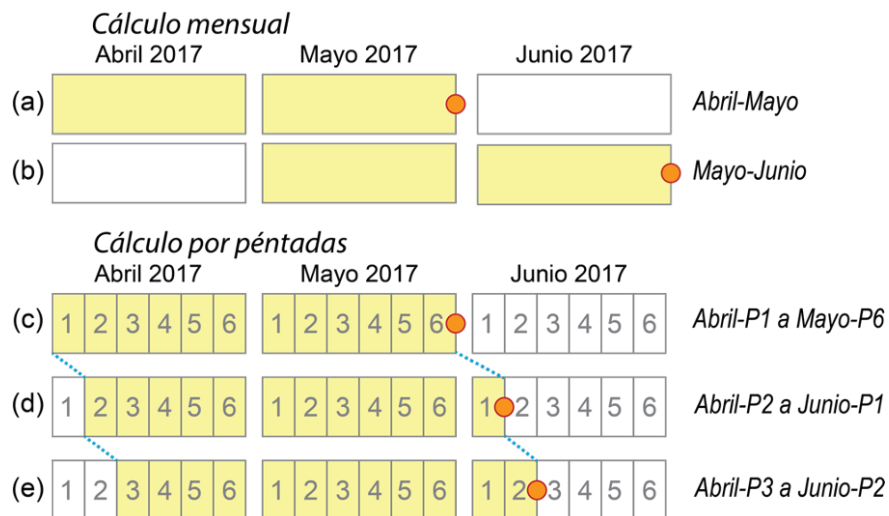 Cálculo mensual
Abril 2017 Mayo 2017 Junio 2017
(a) Abril-Mayo
(b) Mayo-Junio
Cálculo por péntadas
Abril 2017 Mayo 2017 Junio 2017
(c) 1 2 3 4 5 6 1 2 3 4 5 6 1 2 3 4 5 6 Abril-P1 a Mayo-P6
(d) 1 2 3 4 5 6 1 2 3 4 5 6 1 2 3 4 5 6 Abril-P2 a Junio-P1
(e) 1 2 3 4 5 6 1 2 3 4 5 6 1 2 3 4 5 6 Abril-P3 a Junio-P2